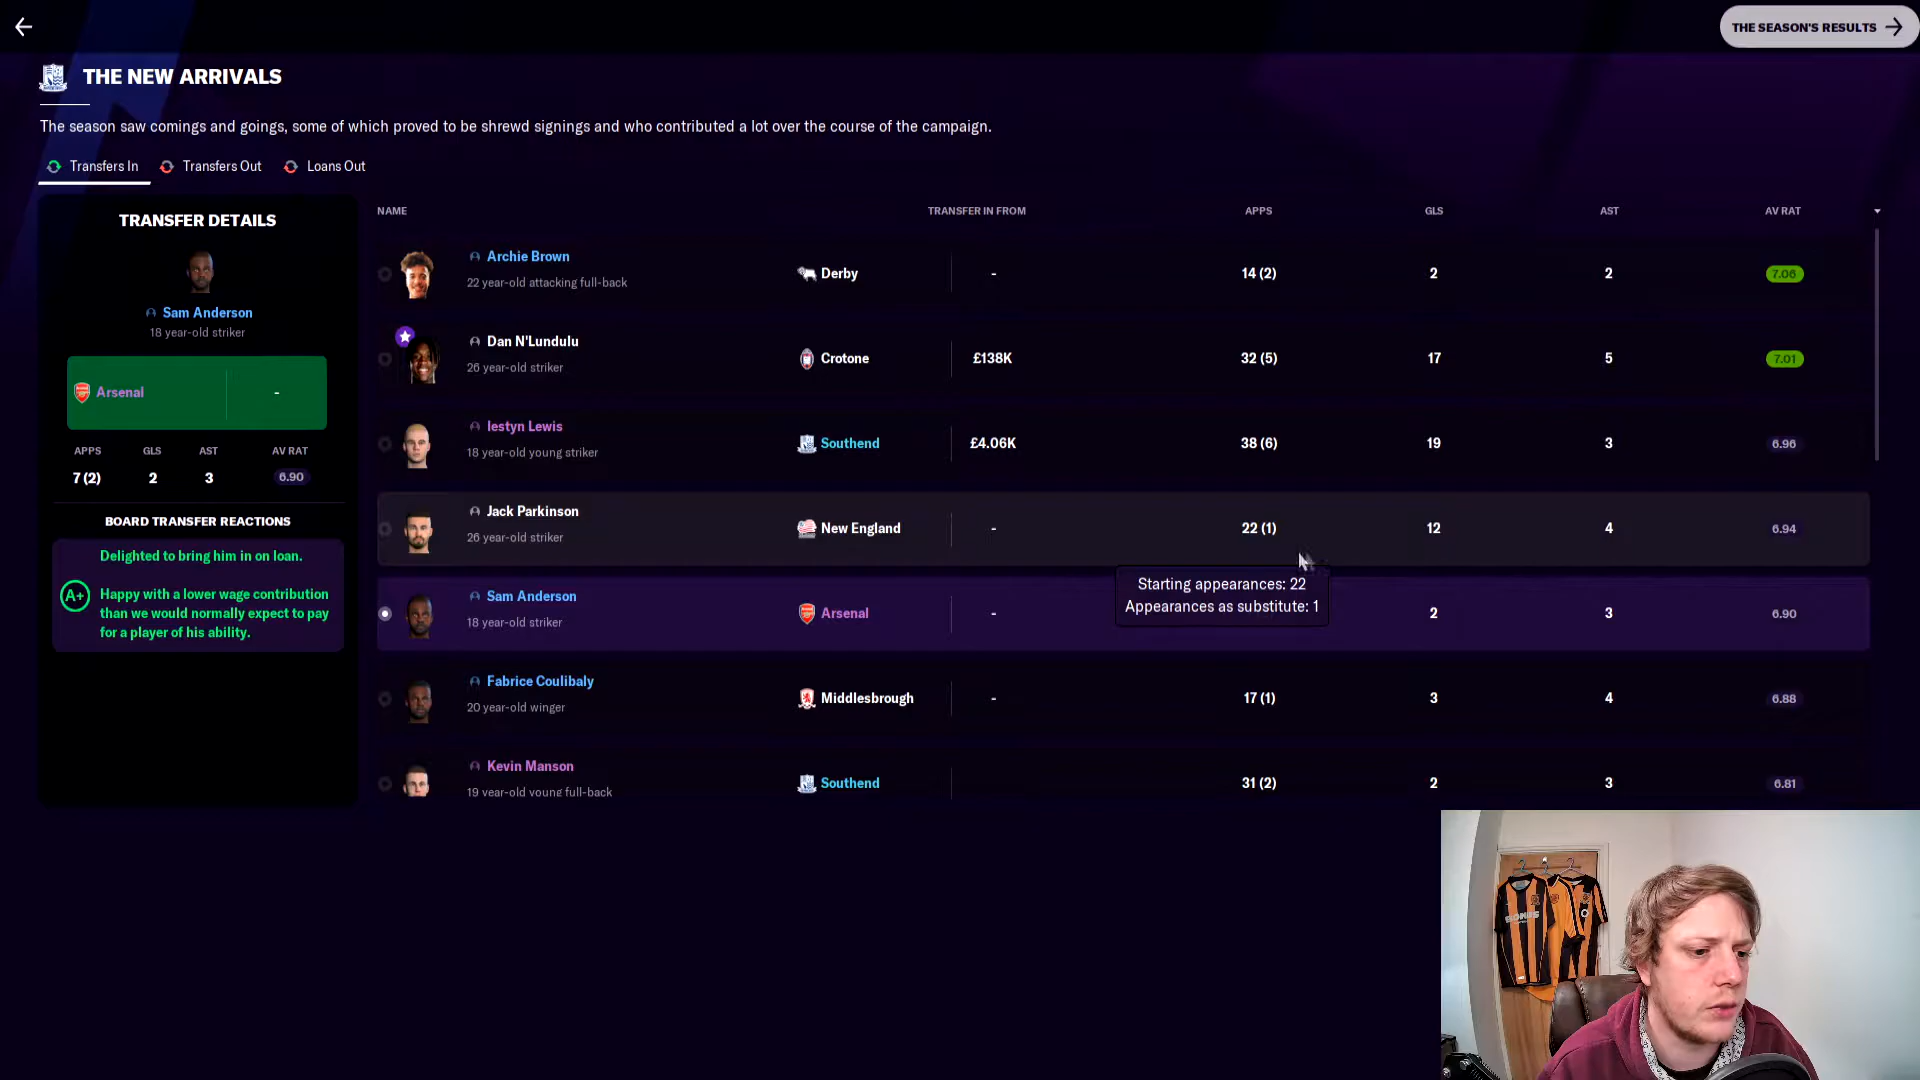 THE SEASON'S RESULTS
THE NEW ARRIVALS
The season saw comings and goings, some of which proved to be shrewd signings and who contributed a lot over the course of the campaign.
Transfers In Transfers Out Loans Out
TRANSFER DETAILS
Sam Anderson
18 year-old striker
Arsenal -
APPS GLS AST AV RAT
7 (2) 2 3 6.90
BOARD TRANSFER REACTIONS
Delighted to bring him in on loan.
A+
Happy with a lower wage contribution
than we would normally expect to pay
for a player of his ability.
NAME TRANSFER IN FROM APPS GLS AST AV RAT
Archie Brown
22 year-old attacking full-back
Derby - 14 (2) 2 2 7.06
Dan N'Lundulu
26 year-old striker
Crotone £138K 32 (5) 17 5 7.01
Iestyn Lewis
18 year-old young striker
Southend £4.06K 38 (6) 19 3 6.96
Jack Parkinson
26 year-old striker
New England - 22 (1) 12 4 6.94
Starting appearances: 22
Appearances as substitute: 1
Sam Anderson
18 year-old striker
Arsenal - 2 3 6.90
Fabrice Coulibaly
20 year-old winger
Middlesbrough - 17 (1) 3 4 6.88
Kevin Manson
19 year-old young full-back
Southend 31 (2) 2 3 6.81
BONUS